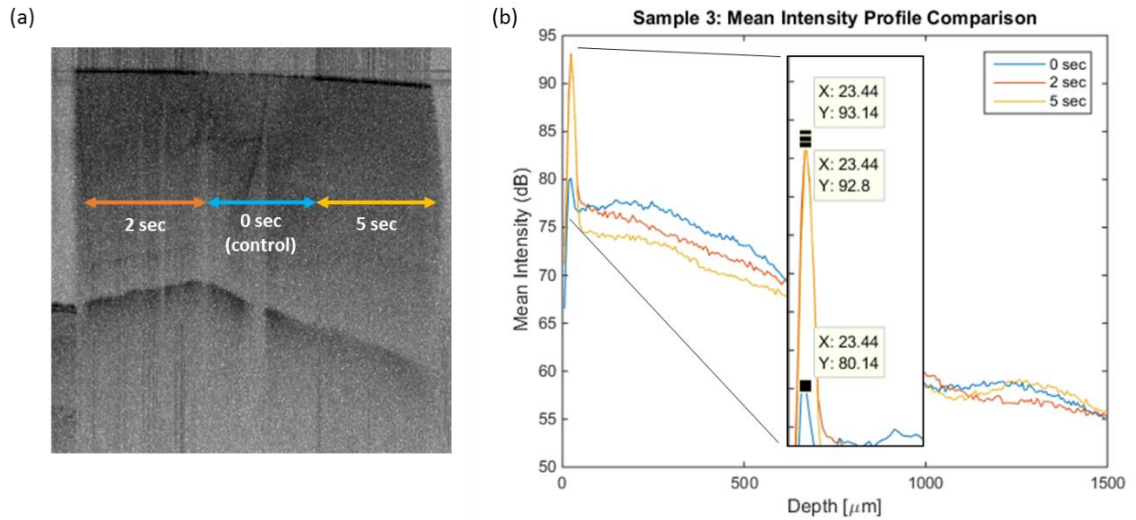 (a)
2 sec
0 sec
(control)
5 sec
(b)
Sample 3: Mean Intensity Profile Comparison
95
90
85
80
75
70
65
60
55
50
Mean Intensity (dB)
0 sec
2 sec
5 sec
X: 23.44
Y: 93.14
X: 23.44
Y: 92.8
X: 23.44
Y: 80.14
0
500
1000
1500
Depth [μm]